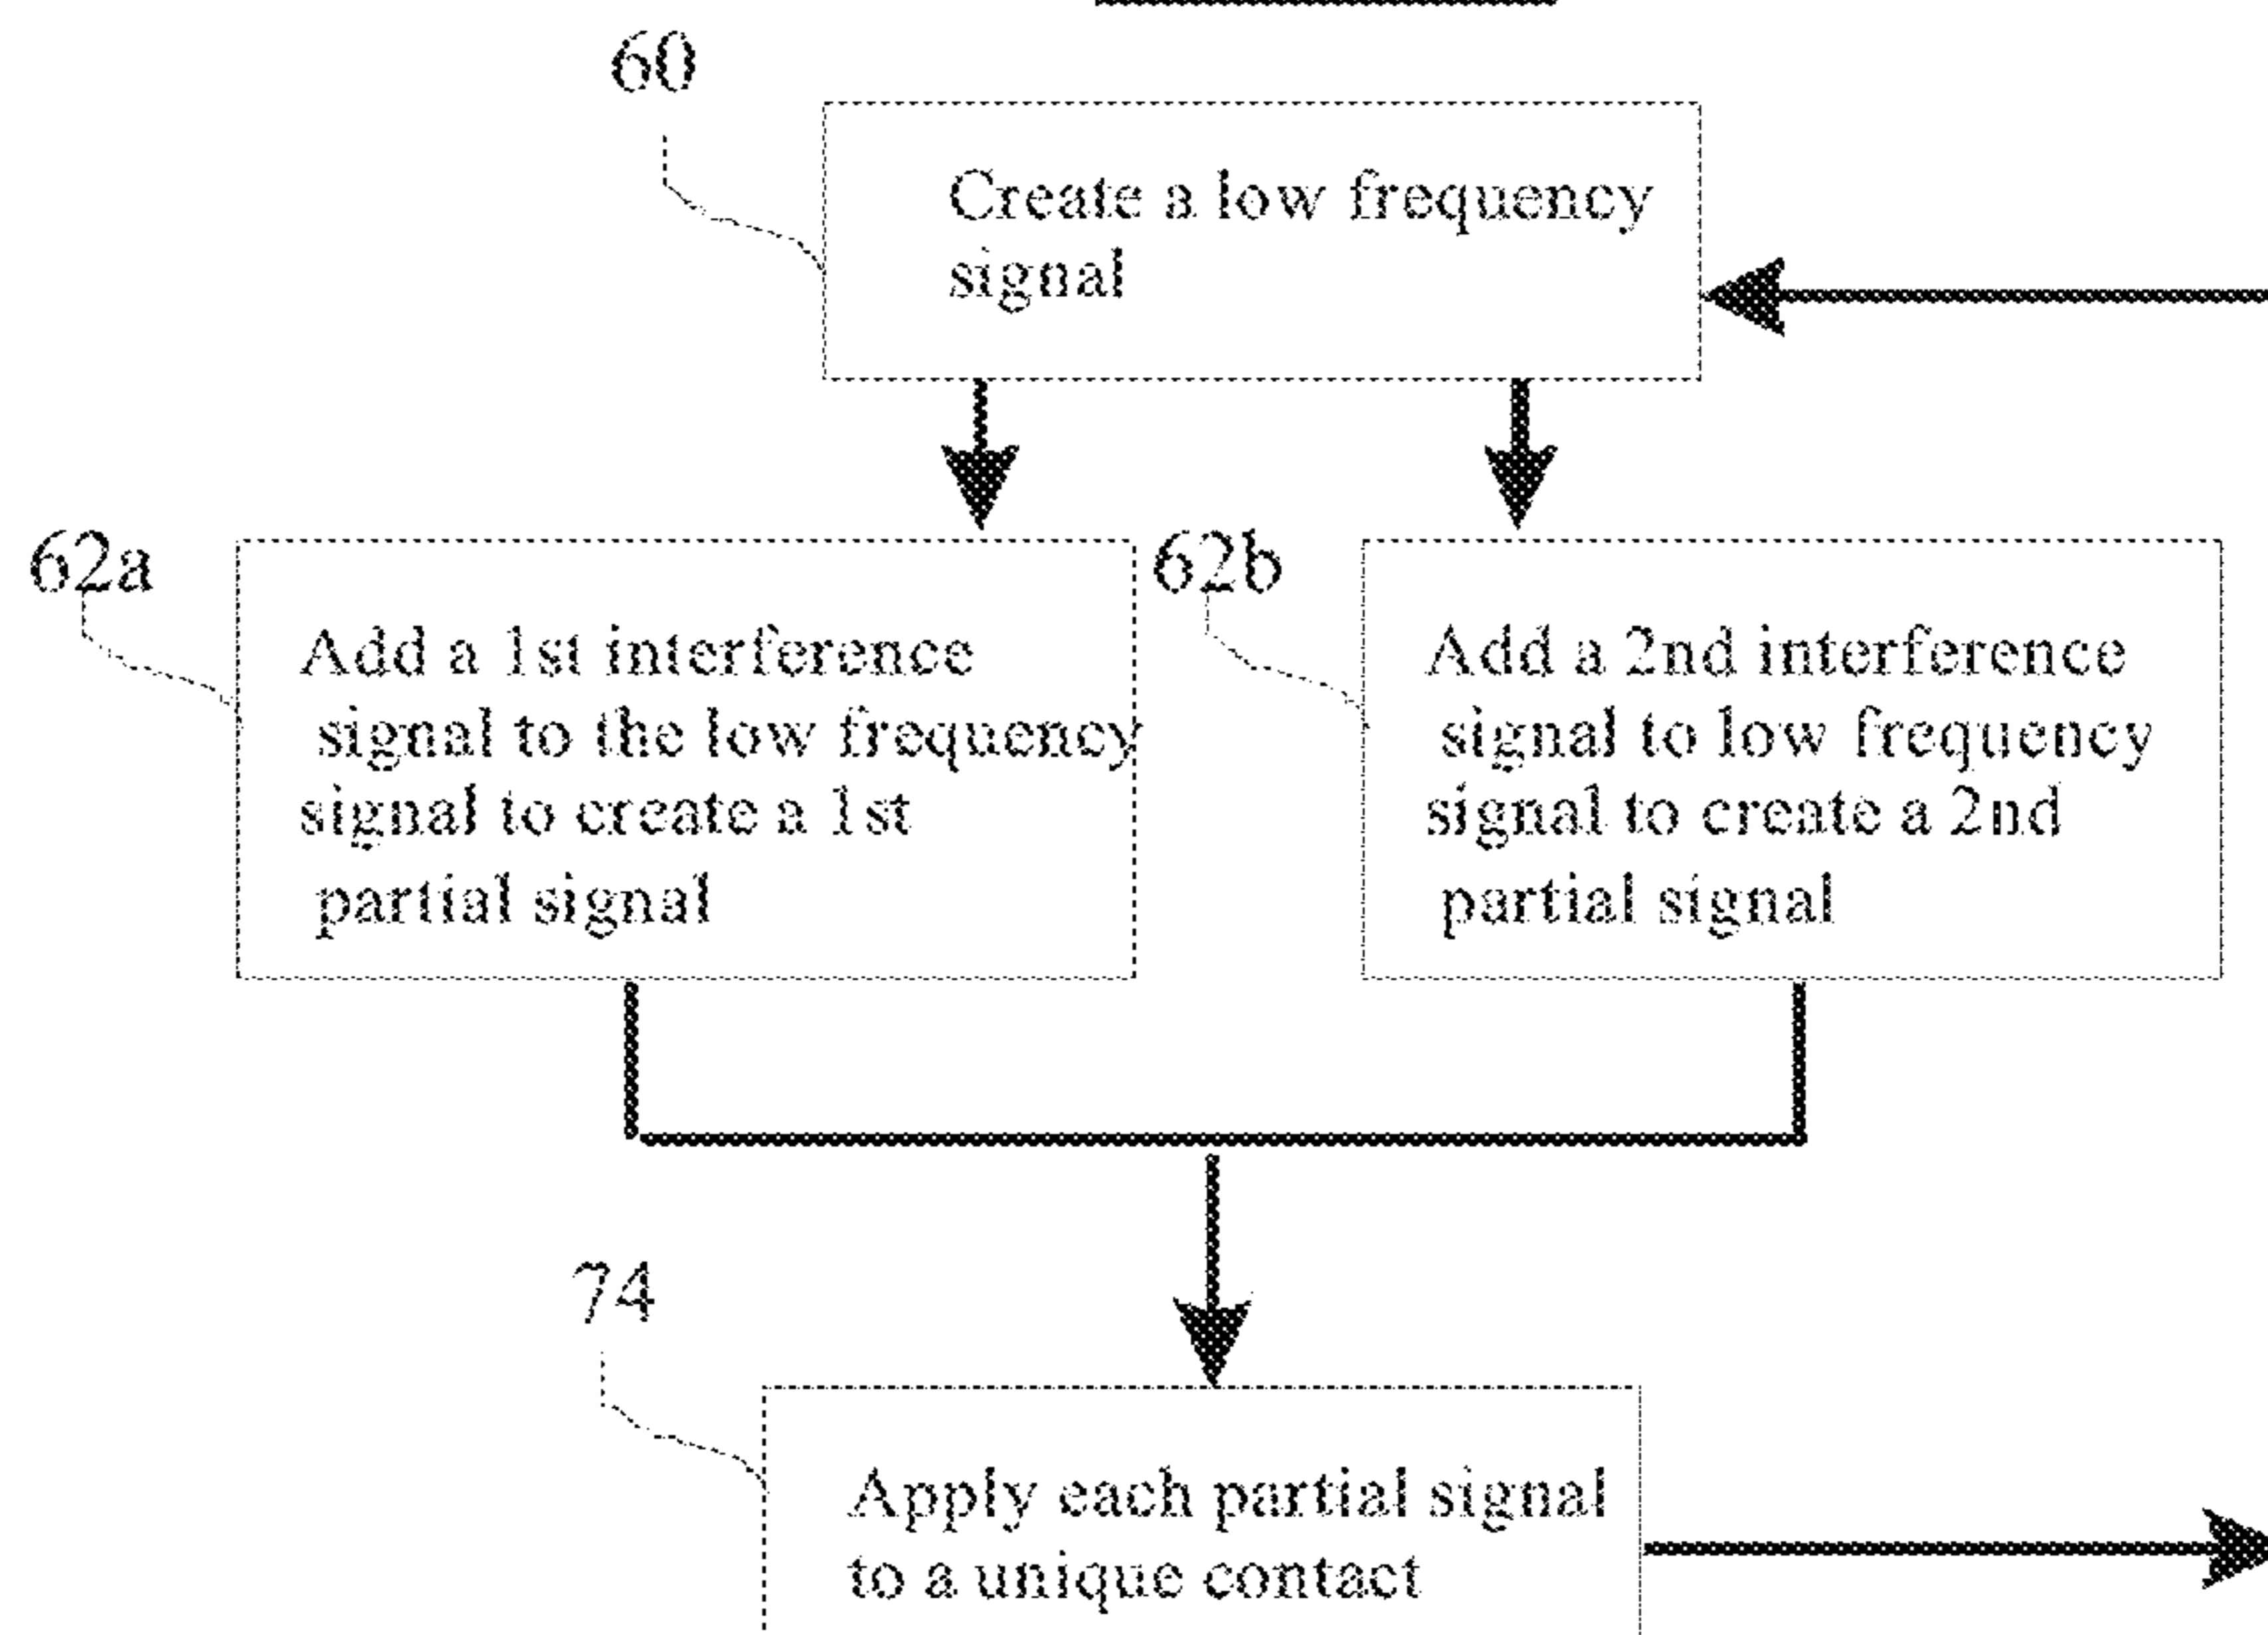 60
Create a low frequency
signal
62a
Add a 1st interference
signal to the low frequency
signal to create a 1st
partial signal
62b
Add a 2nd interference
signal to low frequency
signal to create a 2nd
partial signal
74
Apply each partial signal
to a unique contact